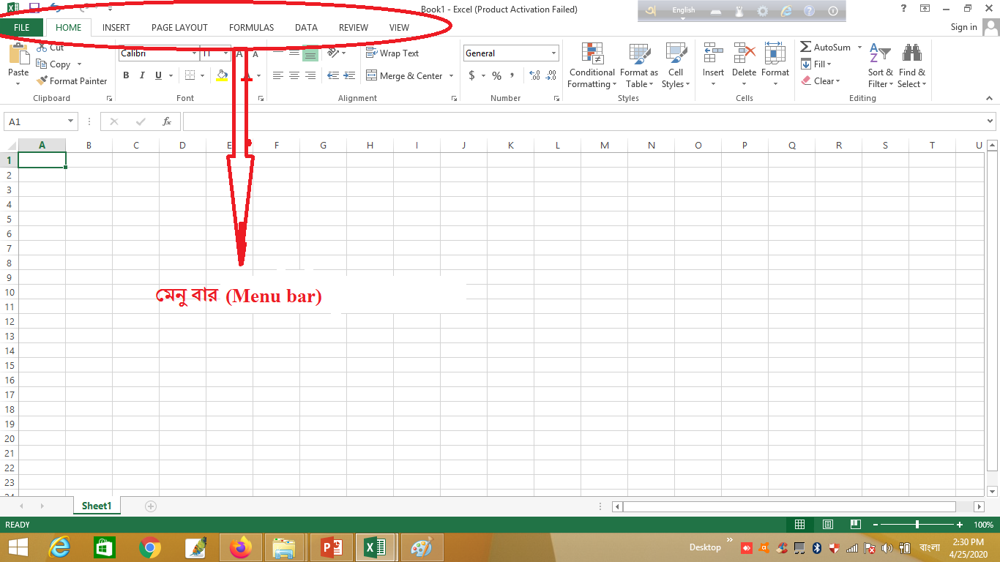 Book1 - Excel (Product Activation Failed)
English
FILE HOME INSERT PAGE LAYOUT FORMULAS DATA REVIEW VIEW
Sign in
Cut
Copy
Format Painter
Paste
Clipboard
Calibri 11
B I U
Font
Wrap Text
Merge & Center
Alignment
General
$ % ,
Number
Conditional Formatting
Format as Table
Cell Styles
Styles
Insert Delete Format
Cells
AutoSum
Fill
Clear
Sort & Filter
Find & Select
Editing
A1
fx
A B C D E F G H I J K L M N O P Q R S T U
1
2
3
4
5
6
7
8
9
10
11
12
13
14
15
16
17
18
19
20
21
22
23
24
মেনু বার (Menu bar)
Sheet1
READY
100%
Desktop
বাংলা
2:30 PM
4/25/2020